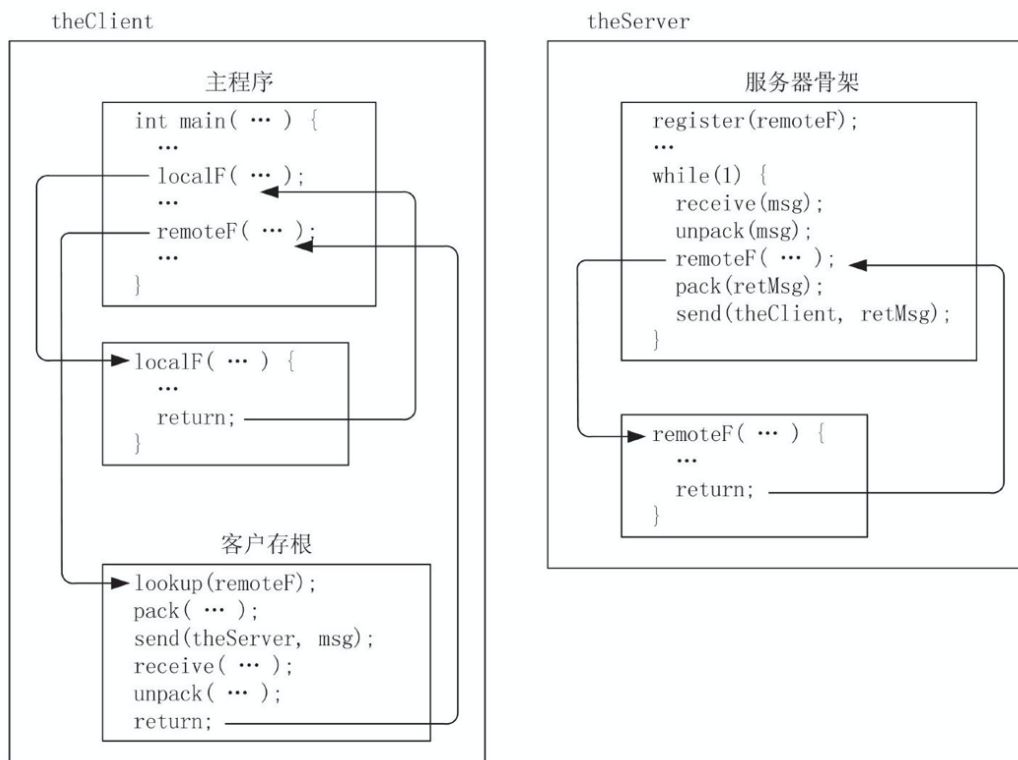 theClient
主程序
int main( … ) {
…
localF( … );
…
remoteF( … );
…
}
localF( … ) {
…
return;
}
客户存根
lookup(remoteF);
pack( … );
send(theServer, msg);
receive( … );
unpack( … );
return;
theServer
服务器骨架
register(remoteF);
…
while(1) {
receive(msg);
unpack(msg);
remoteF( … );
pack(retMsg);
send(theClient, retMsg);
}
remoteF( … ) {
…
return;
}